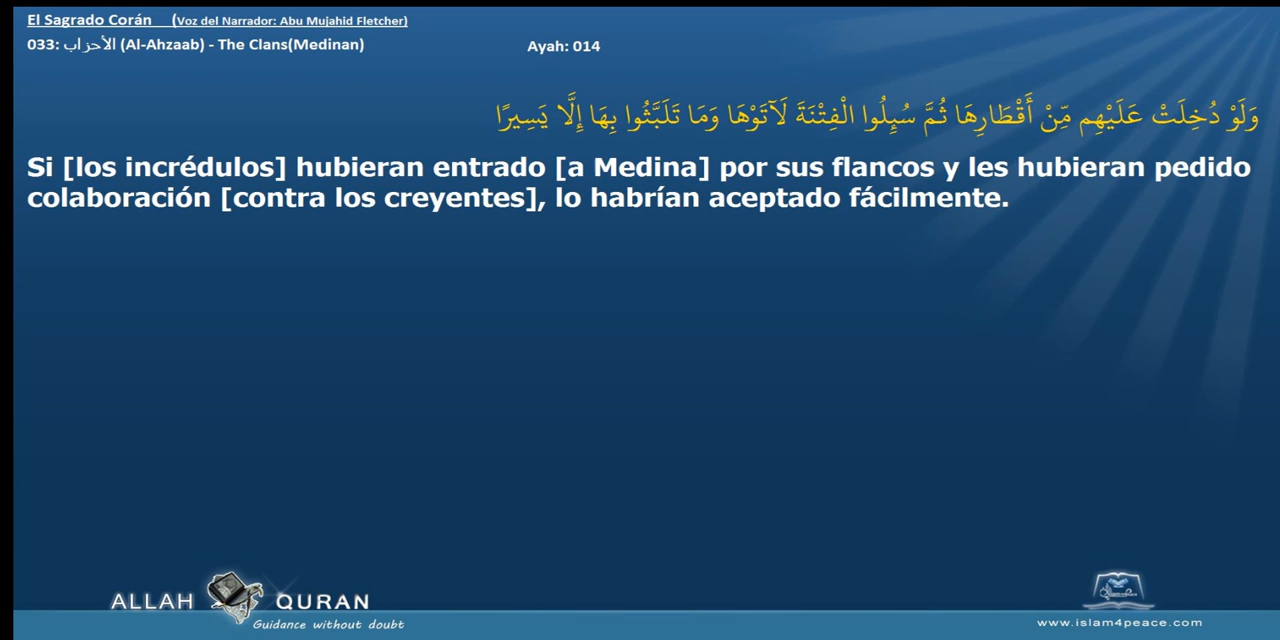 El Sagrado Corán (Voz del Narrador: Abu Mujahid Fletcher)
033: الأحزاب (Al-Ahzaab) - The Clans(Medinan) Ayah: 014
وَلَوْ دُخِلَتْ عَلَيْهِم مِّنْ أَقْطَارِهَا ثُمَّ سُئِلُوا الْفِتْنَةَ لَآتَوْهَا وَمَا تَلَبَّثُوا بِهَا إِلَّا يَسِيرًا
Si [los incrédulos] hubieran entrado [a Medina] por sus flancos y les hubieran pedido
colaboración [contra los creyentes], lo habrían aceptado fácilmente.
ALLAH QURAN
Guidance without doubt
www.islam4peace.com